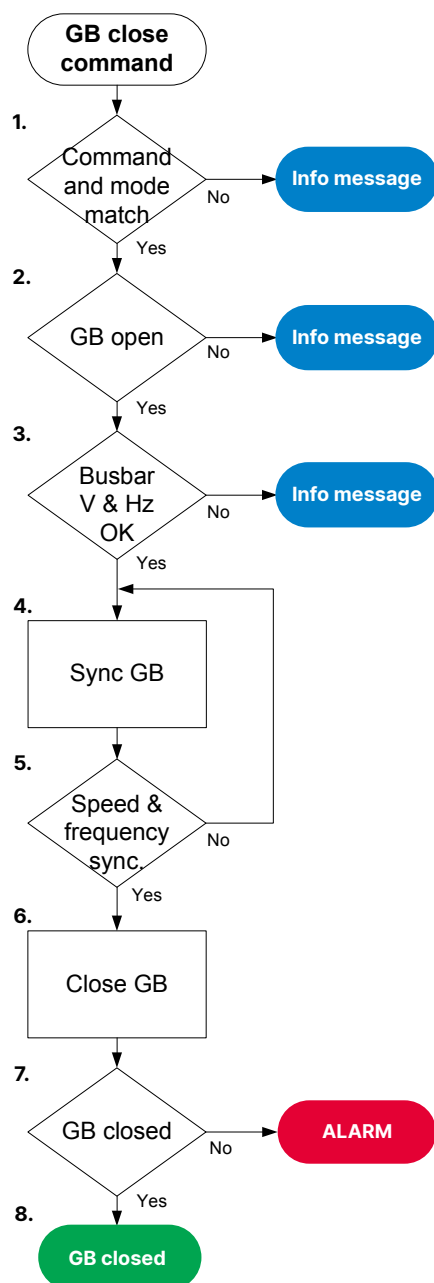 GB close
command
1.
Command
and mode
match
No
Info message
Yes
2.
GB open
No
Info message
Yes
3.
Busbar
V & Hz
OK
No
Info message
Yes
4.
Sync GB
5.
Speed &
frequency
sync.
No
Yes
6.
Close GB
7.
GB closed
No
ALARM
Yes
8.
GB closed